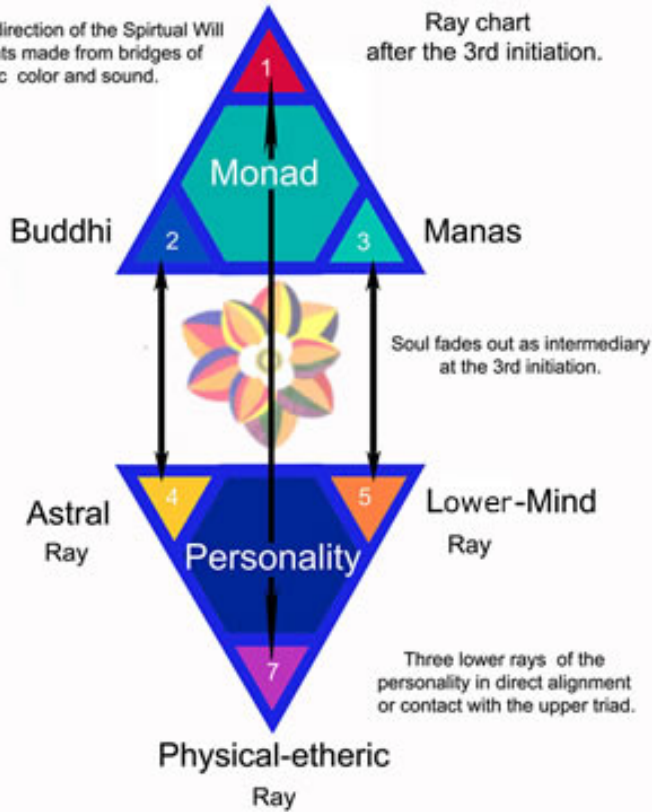 direction of the Spirtual Will
made from bridges of
color and sound.
Ray chart
after the 3rd initiation.
1
Monad
Buddhi
2
3
Manas
Soul fades out as intermediary
at the 3rd initiation.
Astral
Ray
4
5
Lower-Mind
Ray
Personality
7
Three lower rays of the
personality in direct alignment
or contact with the upper triad.
Physical-etheric
Ray